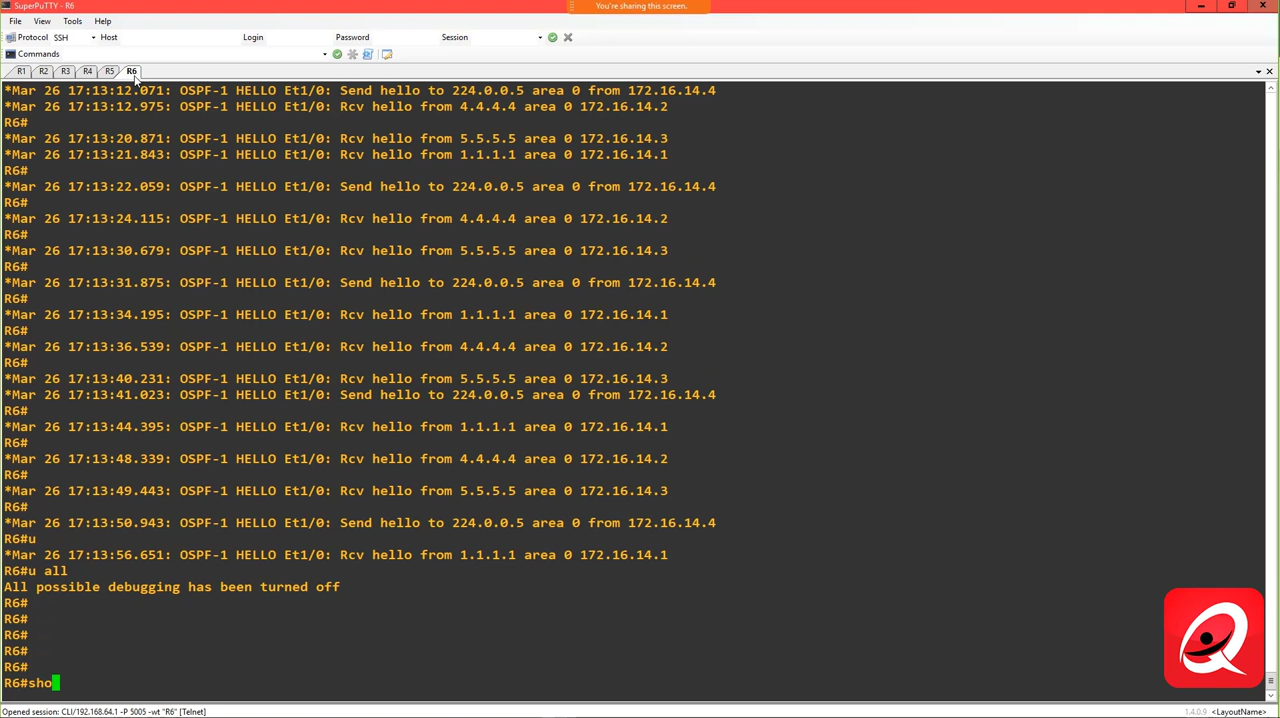 SuperPuTTY - R6
You're sharing this screen.
File View Tools Help
Protocol SSH Host Login Password Session
Commands
R1 R2 R3 R4 R5 R6
*Mar 26 17:13:12.071: OSPF-1 HELLO Et1/0: Send hello to 224.0.0.5 area 0 from 172.16.14.4
*Mar 26 17:13:12.975: OSPF-1 HELLO Et1/0: Rcv hello from 4.4.4.4 area 0 172.16.14.2
R6#
*Mar 26 17:13:20.871: OSPF-1 HELLO Et1/0: Rcv hello from 5.5.5.5 area 0 172.16.14.3
*Mar 26 17:13:21.843: OSPF-1 HELLO Et1/0: Rcv hello from 1.1.1.1 area 0 172.16.14.1
R6#
*Mar 26 17:13:22.059: OSPF-1 HELLO Et1/0: Send hello to 224.0.0.5 area 0 from 172.16.14.4
R6#
*Mar 26 17:13:24.115: OSPF-1 HELLO Et1/0: Rcv hello from 4.4.4.4 area 0 172.16.14.2
R6#
*Mar 26 17:13:30.679: OSPF-1 HELLO Et1/0: Rcv hello from 5.5.5.5 area 0 172.16.14.3
R6#
*Mar 26 17:13:31.875: OSPF-1 HELLO Et1/0: Send hello to 224.0.0.5 area 0 from 172.16.14.4
R6#
*Mar 26 17:13:34.195: OSPF-1 HELLO Et1/0: Rcv hello from 1.1.1.1 area 0 172.16.14.1
R6#
*Mar 26 17:13:36.539: OSPF-1 HELLO Et1/0: Rcv hello from 4.4.4.4 area 0 172.16.14.2
R6#
*Mar 26 17:13:40.231: OSPF-1 HELLO Et1/0: Rcv hello from 5.5.5.5 area 0 172.16.14.3
*Mar 26 17:13:41.023: OSPF-1 HELLO Et1/0: Send hello to 224.0.0.5 area 0 from 172.16.14.4
R6#
*Mar 26 17:13:44.395: OSPF-1 HELLO Et1/0: Rcv hello from 1.1.1.1 area 0 172.16.14.1
R6#
*Mar 26 17:13:48.339: OSPF-1 HELLO Et1/0: Rcv hello from 4.4.4.4 area 0 172.16.14.2
R6#
*Mar 26 17:13:49.443: OSPF-1 HELLO Et1/0: Rcv hello from 5.5.5.5 area 0 172.16.14.3
R6#
*Mar 26 17:13:50.943: OSPF-1 HELLO Et1/0: Send hello to 224.0.0.5 area 0 from 172.16.14.4
R6#u
*Mar 26 17:13:56.651: OSPF-1 HELLO Et1/0: Rcv hello from 1.1.1.1 area 0 172.16.14.1
R6#u all
All possible debugging has been turned off
R6#
R6#
R6#
R6#
R6#
R6#sho
Opened session: CLI/192.168.64.1 -P 5005 -wt "R6" [Telnet]
1.4.0.9 <LayoutName>